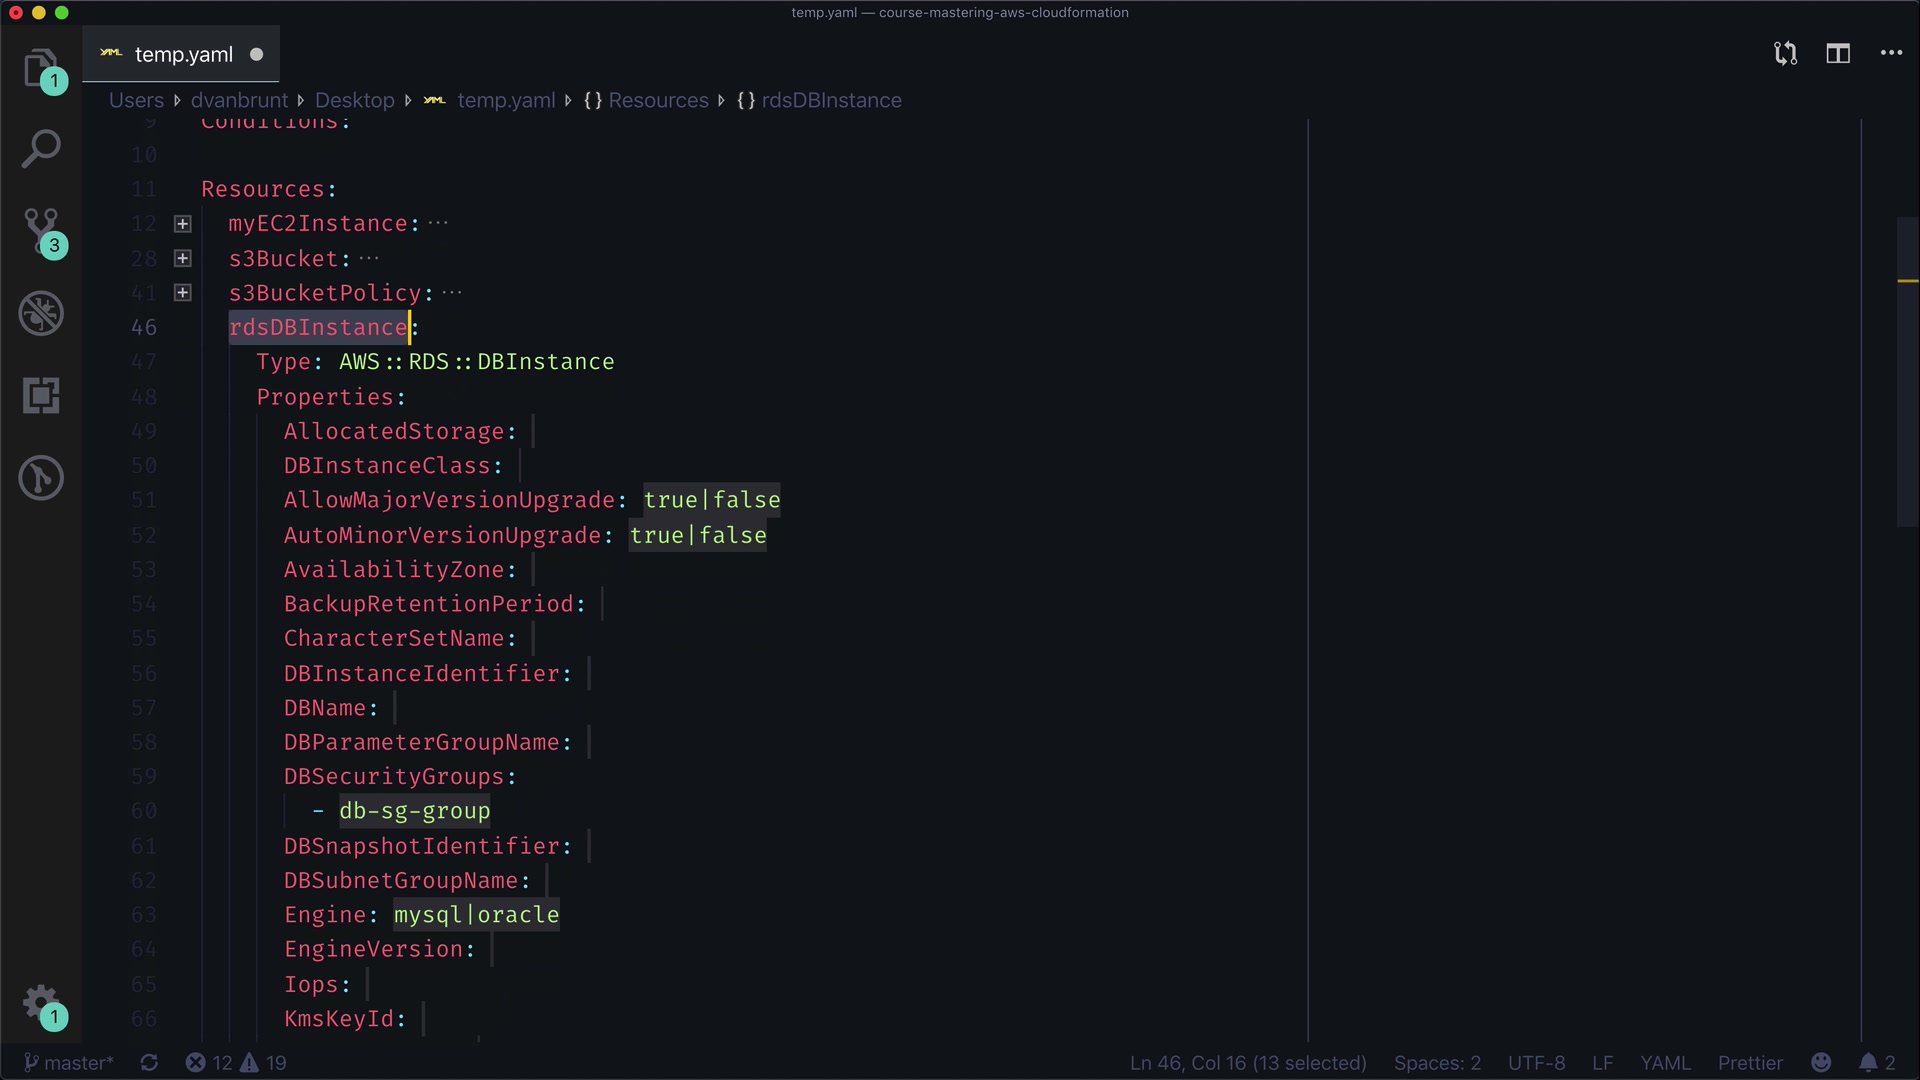 temp.yaml — course-mastering-aws-cloudformation
YAML temp.yaml
1
Users dvanbrunt Desktop YAML temp.yaml {} Resources {} rdsDBInstance
9 Conditions:
10
11 Resources:
12 myEC2Instance: ...
28 s3Bucket: ...
41 s3BucketPolicy: ...
3
46 rdsDBInstance:
47 Type: AWS::RDS::DBInstance
48 Properties:
49 AllocatedStorage:
50 DBInstanceClass:
51 AllowMajorVersionUpgrade: true|false
52 AutoMinorVersionUpgrade: true|false
53 AvailabilityZone:
54 BackupRetentionPeriod:
55 CharacterSetName:
56 DBInstanceIdentifier:
57 DBName:
58 DBParameterGroupName:
59 DBSecurityGroups:
60 - db-sg-group
61 DBSnapshotIdentifier:
62 DBSubnetGroupName:
63 Engine: mysql|oracle
64 EngineVersion:
65 Iops:
66 KmsKeyId:
1
master* 12 19 Ln 46, Col 16 (13 selected) Spaces: 2 UTF-8 LF YAML Prettier 2